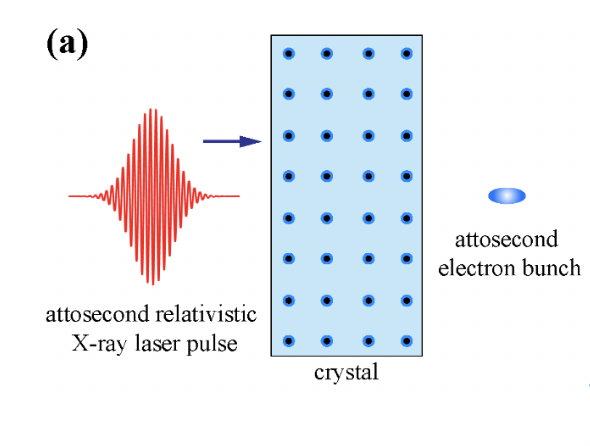 (a)
attosecond relativistic
X-ray laser pulse
crystal
attosecond
electron bunch